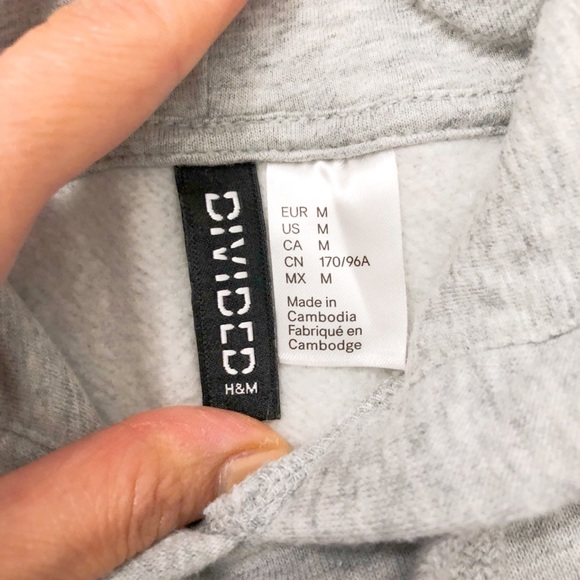 DIVIDED
H&M
EUR M
US M
CA M
CN 170/96A
MX M
Made in
Cambodia
Fabriqué en
Cambodge